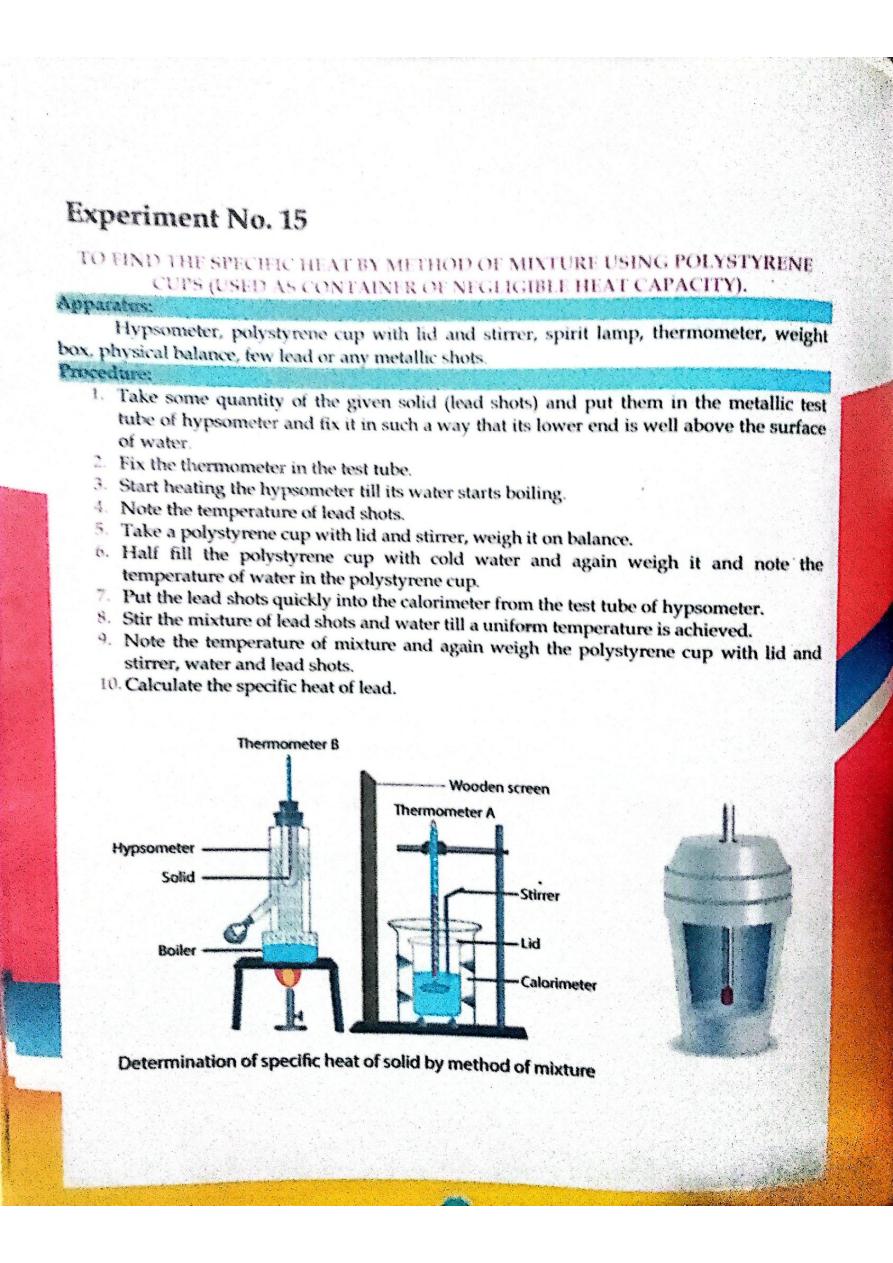 Experiment No. 15
TO FIND THE SPECIFIC HEAT BY METHOD OF MIXTURE USING POLYSTYRENE
CUPS (USED AS CONTAINER OF NEGLIGIBLE HEAT CAPACITY).
Apparatus:
Hypsometer, polystyrene cup with lid and stirrer, spirit lamp, thermometer, weight
box, physical balance, few lead or any metallic shots.
Procedure:
1. Take some quantity of the given solid (lead shots) and put them in the metallic test
tube of hypsometer and fix it in such a way that its lower end is well above the surface
of water.
2. Fix the thermometer in the test tube.
3. Start heating the hypsometer till its water starts boiling.
4. Note the temperature of lead shots.
5. Take a polystyrene cup with lid and stirrer, weigh it on balance.
6. Half fill the polystyrene cup with cold water and again weigh it and note the
temperature of water in the polystyrene cup.
7. Put the lead shots quickly into the calorimeter from the test tube of hypsometer.
8. Stir the mixture of lead shots and water till a uniform temperature is achieved.
9. Note the temperature of mixture and again weigh the polystyrene cup with lid and
stirrer, water and lead shots.
10. Calculate the specific heat of lead.
Thermometer B
Wooden screen
Thermometer A
Hypsometer
Solid
Stirrer
Boiler
Lid
Calorimeter
Determination of specific heat of solid by method of mixture